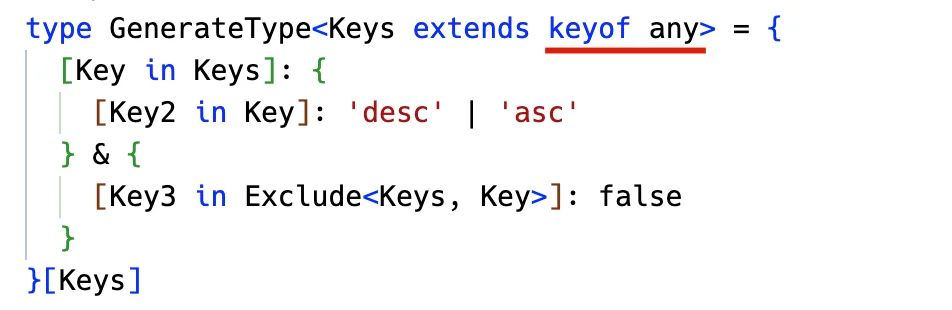 type GenerateType<Keys extends keyof any> = {
  [Key in Keys]: {
    [Key2 in Key]: 'desc' | 'asc'
  } & {
    [Key3 in Exclude<Keys, Key>]: false
  }
}[Keys]